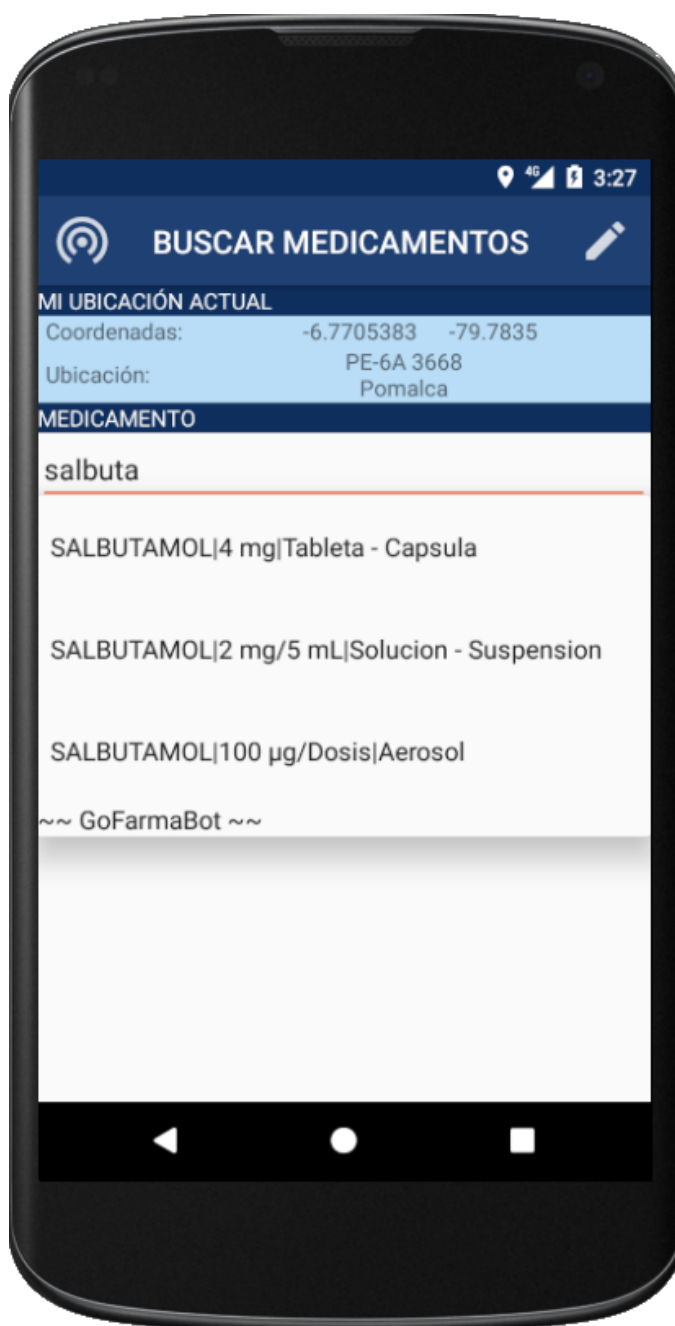 4G 3:27
BUSCAR MEDICAMENTOS
MI UBICACIÓN ACTUAL
Coordenadas: -6.7705383 -79.7835
Ubicación: PE-6A 3668
Pomalca
MEDICAMENTO
salbuta
SALBUTAMOL|4 mg|Tableta - Capsula
SALBUTAMOL|2 mg/5 mL|Solucion - Suspension
SALBUTAMOL|100 µg/Dosis|Aerosol
~~ GoFarmaBot ~~